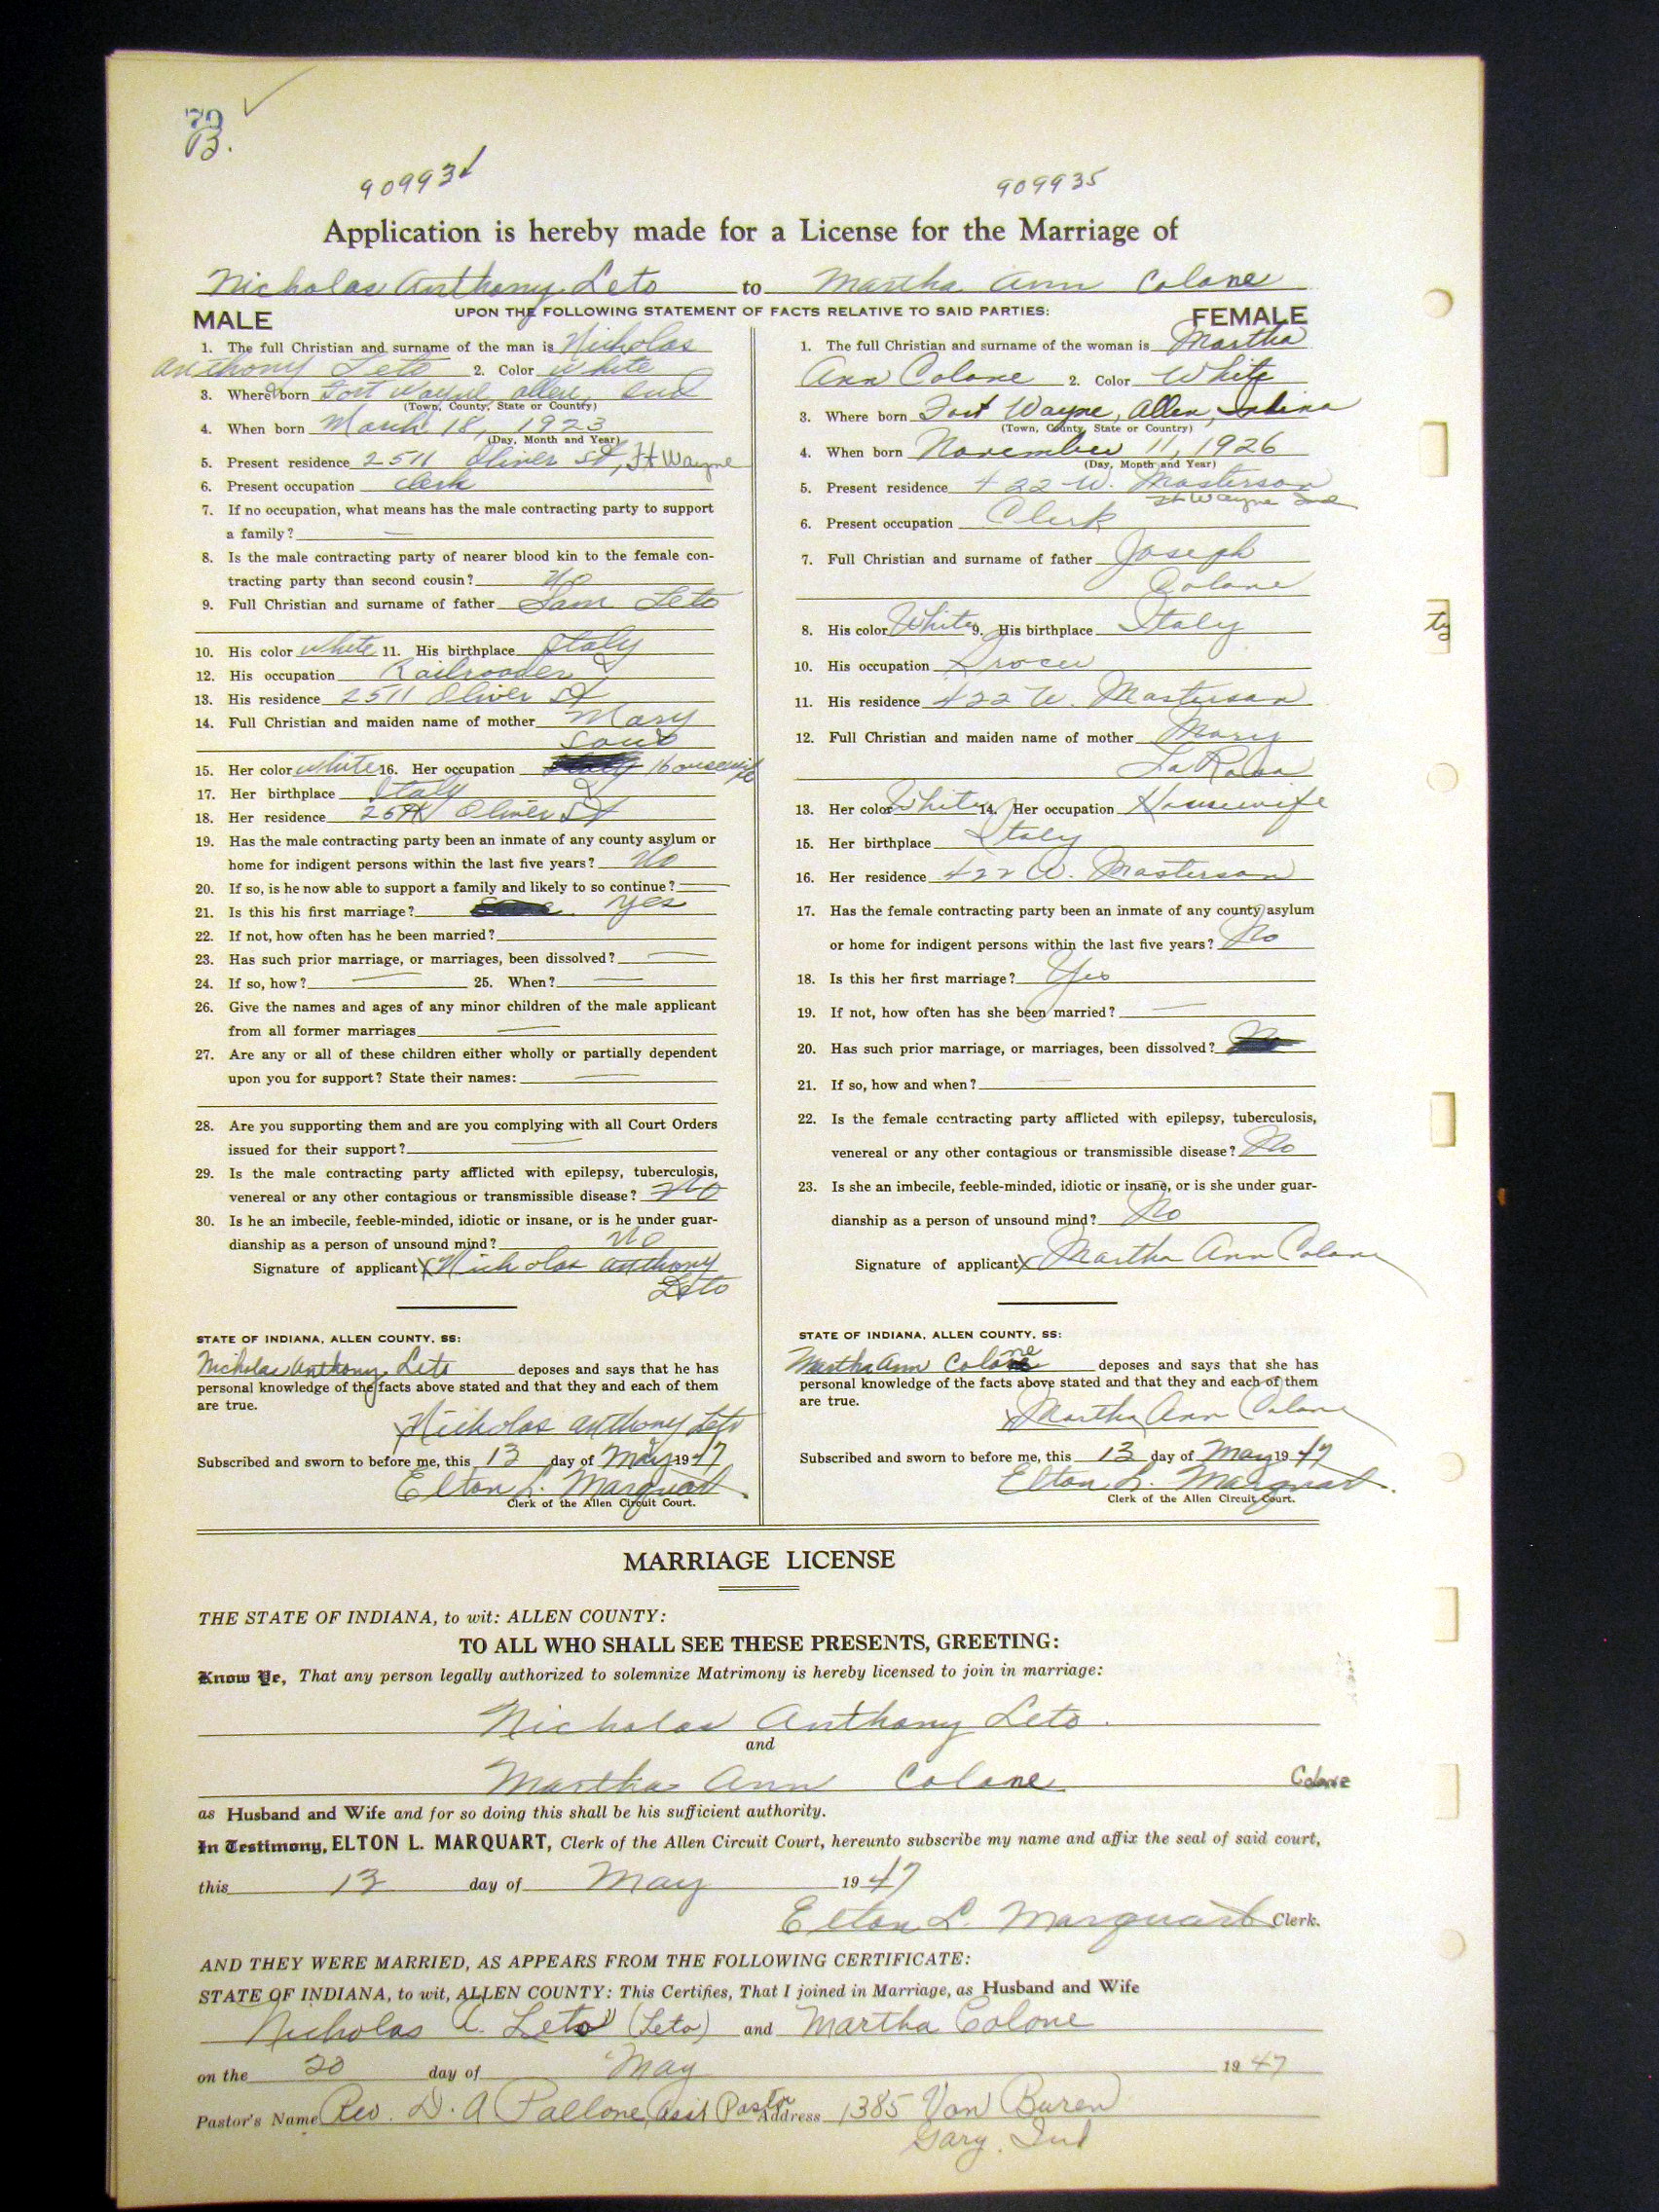 79
B.
909934
909935
Application is hereby made for a License for the Marriage of
Nicholas Anthony Leto to Martha Ann Colone
UPON THE FOLLOWING STATEMENT OF FACTS RELATIVE TO SAID PARTIES:
MALE
1. The full Christian and surname of the man is Nicholas
Anthony Leto 2. Color White
3. Where born Fort Wayne, Allen, Ind
(Town, County, State or Country)
4. When born March 18, 1923
(Day, Month and Year)
5. Present residence 2511 Oliver St, Ft Wayne
6. Present occupation Clerk
7. If no occupation, what means has the male contracting party to support
a family? —
8. Is the male contracting party of nearer blood kin to the female con-
tracting party than second cousin? No
9. Full Christian and surname of father Sam Leto
10. His color White 11. His birthplace Italy
12. His occupation Railroader
13. His residence 2511 Oliver St
14. Full Christian and maiden name of mother Mary
15. Her color White 16. Her occupation Housewife
17. Her birthplace Italy
18. Her residence 2511 Oliver St
19. Has the male contracting party been an inmate of any county asylum or
home for indigent persons within the last five years? No
20. If so, is he now able to support a family and likely to so continue? —
21. Is this his first marriage? yes
22. If not, how often has he been married?
23. Has such prior marriage, or marriages, been dissolved? —
24. If so, how? — 25. When? —
26. Give the names and ages of any minor children of the male applicant
from all former marriages —
27. Are any or all of these children either wholly or partially dependent
upon you for support? State their names: —
28. Are you supporting them and are you complying with all Court Orders
issued for their support? —
29. Is the male contracting party afflicted with epilepsy, tuberculosis,
venereal or any other contagious or transmissible disease? No
30. Is he an imbecile, feeble-minded, idiotic or insane, or is he under guar-
dianship as a person of unsound mind? No
Signature of applicant X Nicholas Anthony
Leto
STATE OF INDIANA, ALLEN COUNTY, SS:
Nicholas Anthony Leto deposes and says that he has
personal knowledge of the facts above stated and that they and each of them
are true.
X Nicholas Anthony Leto
Subscribed and sworn to before me, this 13 day of May 1947
Elton L. Marquart
Clerk of the Allen Circuit Court.
FEMALE
1. The full Christian and surname of the woman is Martha
Ann Colone 2. Color White
3. Where born Fort Wayne, Allen, Indiana
(Town, County, State or Country)
4. When born November 11, 1926
(Day, Month and Year)
5. Present residence 422 W. Masterson
Ft Wayne Ind
6. Present occupation Clerk
7. Full Christian and surname of father Joseph
Colone
8. His color White 9. His birthplace Italy
10. His occupation Grocer
11. His residence 422 W. Masterson
12. Full Christian and maiden name of mother Mary
13. Her color White 14. Her occupation Housewife
15. Her birthplace Italy
16. Her residence 422 W. Masterson
17. Has the female contracting party been an inmate of any county asylum
or home for indigent persons within the last five years? No
18. Is this her first marriage? Yes
19. If not, how often has she been married? —
20. Has such prior marriage, or marriages, been dissolved?
21. If so, how and when?
22. Is the female contracting party afflicted with epilepsy, tuberculosis,
venereal or any other contagious or transmissible disease? No
23. Is she an imbecile, feeble-minded, idiotic or insane, or is she under guar-
dianship as a person of unsound mind? No
Signature of applicant X Martha Ann Colone
STATE OF INDIANA, ALLEN COUNTY, SS:
Martha Ann Colone deposes and says that she has
personal knowledge of the facts above stated and that they and each of them
are true.
X Martha Ann Colone
Subscribed and sworn to before me, this 13 day of May 1947
Elton L. Marquart.
Clerk of the Allen Circuit Court.
MARRIAGE LICENSE
THE STATE OF INDIANA, to wit: ALLEN COUNTY:
TO ALL WHO SHALL SEE THESE PRESENTS, GREETING:
Know Ye, That any person legally authorized to solemnize Matrimony is hereby licensed to join in marriage:
Nicholas Anthony Leto.
and
Martha Ann Colone Colone
as Husband and Wife and for so doing this shall be his sufficient authority.
In Testimony, ELTON L. MARQUART, Clerk of the Allen Circuit Court, hereunto subscribe my name and affix the seal of said court,
this 13 day of May 1947
Elton L. Marquart Clerk.
AND THEY WERE MARRIED, AS APPEARS FROM THE FOLLOWING CERTIFICATE:
STATE OF INDIANA, to wit, ALLEN COUNTY: This Certifies, That I joined in Marriage, as Husband and Wife
Nicholas A. Leto (Leto) and Martha Colone
on the 20 day of May 1947
Pastor's Name Rev. D. A Pallone, Asst Pastor Address 1385 Van Buren
Gary, Ind